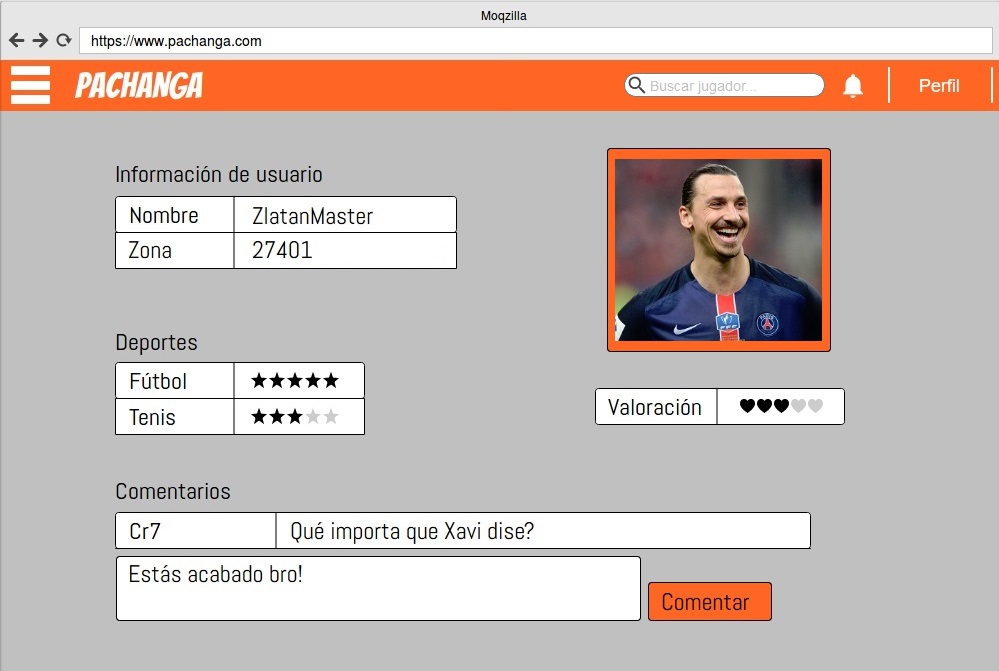 Moqzilla
https://www.pachanga.com
PACHANGA
Buscar jugador...
Perfil
Información de usuario
Nombre ZlatanMaster
Zona 27401
Deportes
Fútbol ★★★★★
Tenis ★★★★★
Valoración ♥♥♥♥♥
Comentarios
Cr7 Qué importa que Xavi dise?
Estás acabado bro!
Comentar